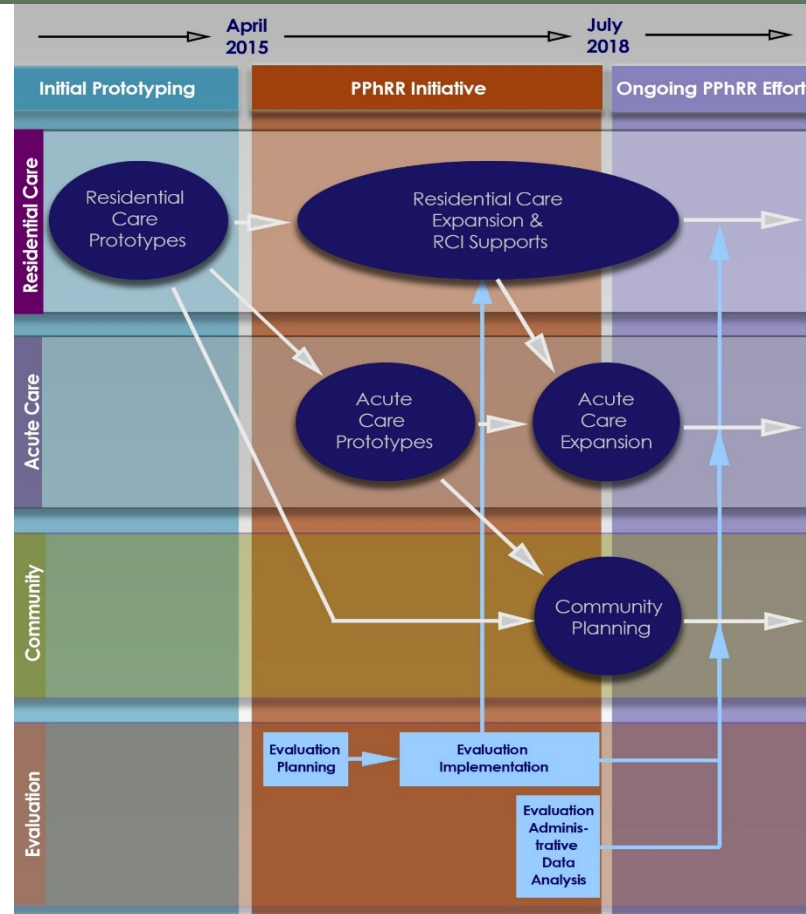 April
2015
July
2018
Initial Prototyping
PPhRR Initiative
Ongoing PPhRR Effort
Residential Care
Residential
Care
Prototypes
Residential Care
Expansion &
RCI Supports
Acute Care
Acute
Care
Prototypes
Acute
Care
Expansion
Community
Community
Planning
Evaluation
Evaluation
Planning
Evaluation
Implementation
Evaluation
Adminis-
trative
Data
Analysis